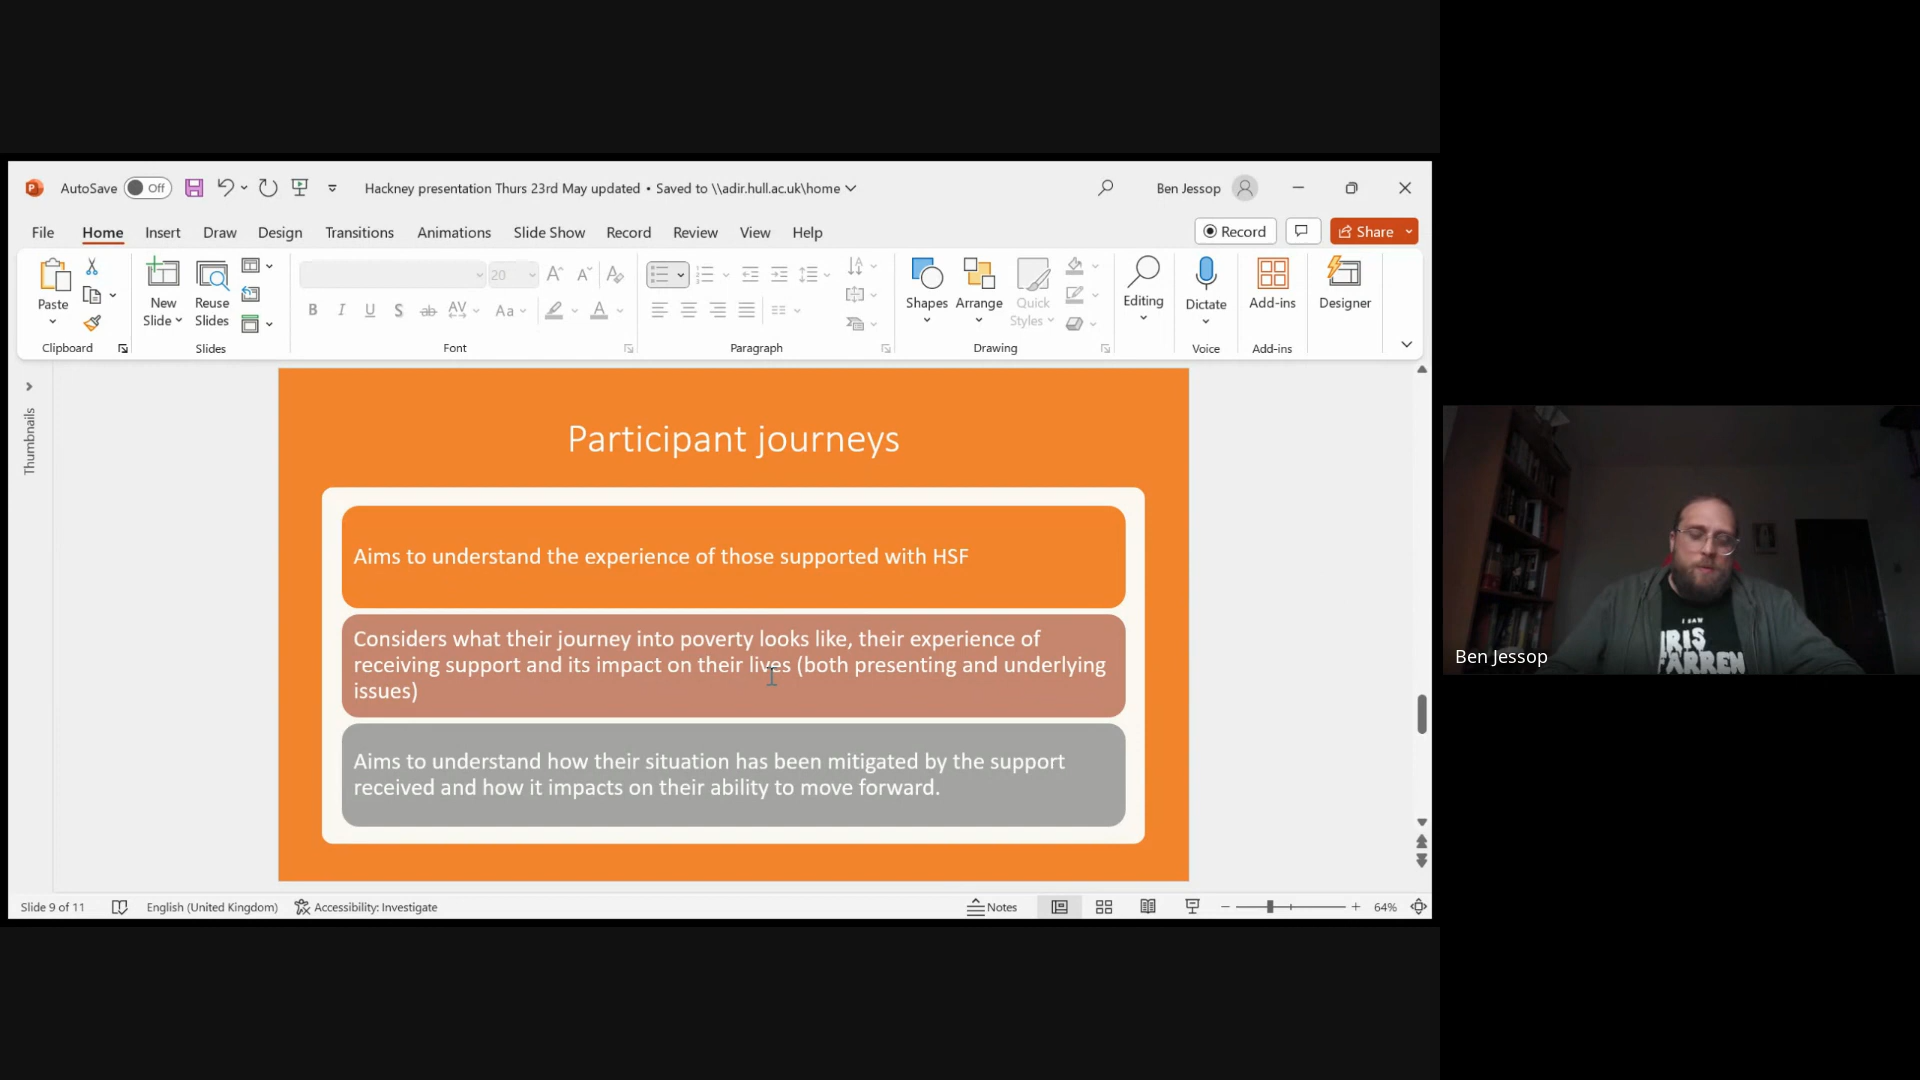 AutoSave Off Hackney presentation Thurs 23rd May updated • Saved to \\adir.hull.ac.uk\home Ben Jessop
File Home Insert Draw Design Transitions Animations Slide Show Record Review View Help Record Share
Paste New Slide Reuse Slides 20 B I U S ab AV Aa A Shapes Arrange Quick Styles Editing Dictate Add-ins Designer
Clipboard Slides Font Paragraph Drawing Voice Add-ins
Thumbnails
Participant journeys
Aims to understand the experience of those supported with HSF
Considers what their journey into poverty looks like, their experience of
receiving support and its impact on their lives (both presenting and underlying
issues)
Aims to understand how their situation has been mitigated by the support
received and how it impacts on their ability to move forward.
Slide 9 of 11 English (United Kingdom) Accessibility: Investigate Notes 64%
I SAW
Ben Jessop